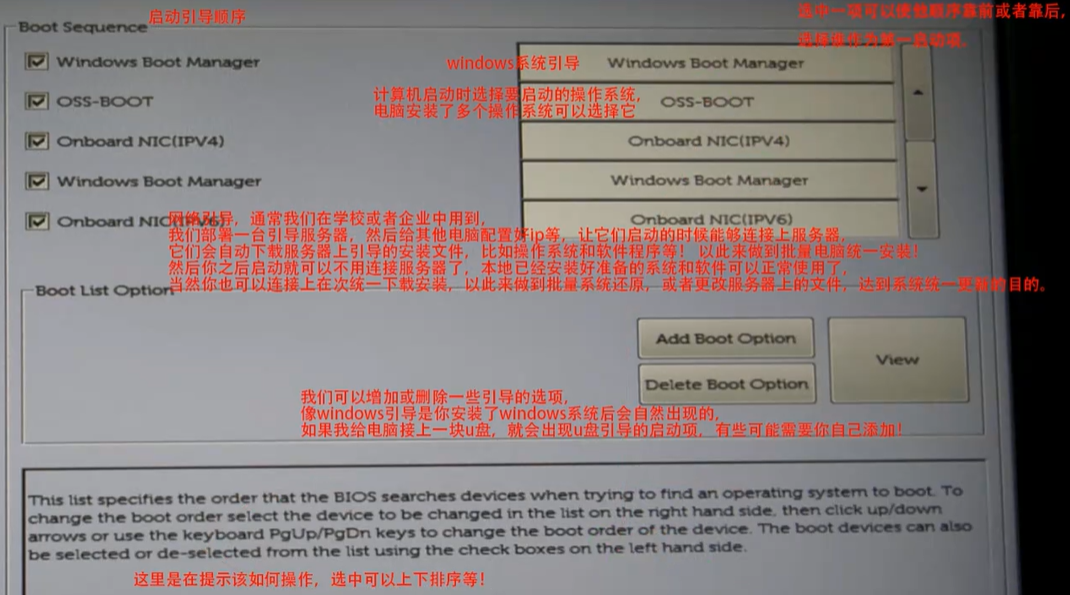 启动引导顺序
选中一项可以使他顺序靠前或者靠后，
选择谁作为第一启动项。
Boot Sequence
Windows Boot Manager
windows系统引导
Windows Boot Manager
计算机启动时选择要启动的操作系统，
电脑安装了多个操作系统可以选择它
OSS-BOOT
OSS-BOOT
Onboard NIC(IPV4)
Onboard NIC(IPV4)
Windows Boot Manager
Windows Boot Manager
Onboard NIC(IPV6)
Onboard NIC(IPV6)
网络引导，通常我们在学校或者企业中用到，
我们部署一台引导服务器，然后给其他电脑配置好ip等，让它们启动的时候能够连接上服务器，
它们会自动下载服务器上引导的安装文件，比如操作系统和软件程序等！以此来做到批量电脑统一安装！
然后你之后启动就可以不用连接服务器了，本地已经安装好准备的系统和软件可以正常使用了，
当然你也可以连接上在次统一下载安装，以此来做到批量系统还原，或者更改服务器上的文件，达到系统统一更新的目的。
Boot List Option
Add Boot Option
View
Delete Boot Option
我们可以增加或删除一些引导的选项，
像windows引导是你安装了windows系统后会自然出现的，
如果我给电脑接上一块u盘，就会出现u盘引导的启动项，有些可能需要你自己添加！
This list specifies the order that the BIOS searches devices when trying to find an operating system to boot. To
change the boot order select the device to be changed in the list on the right hand side, then click up/down
arrows or use the keyboard PgUp/PgDn keys to change the boot order of the device. The boot devices can also
be selected or de-selected from the list using the check boxes on the left hand side.
这里是在提示该如何操作，选中可以上下排序等！